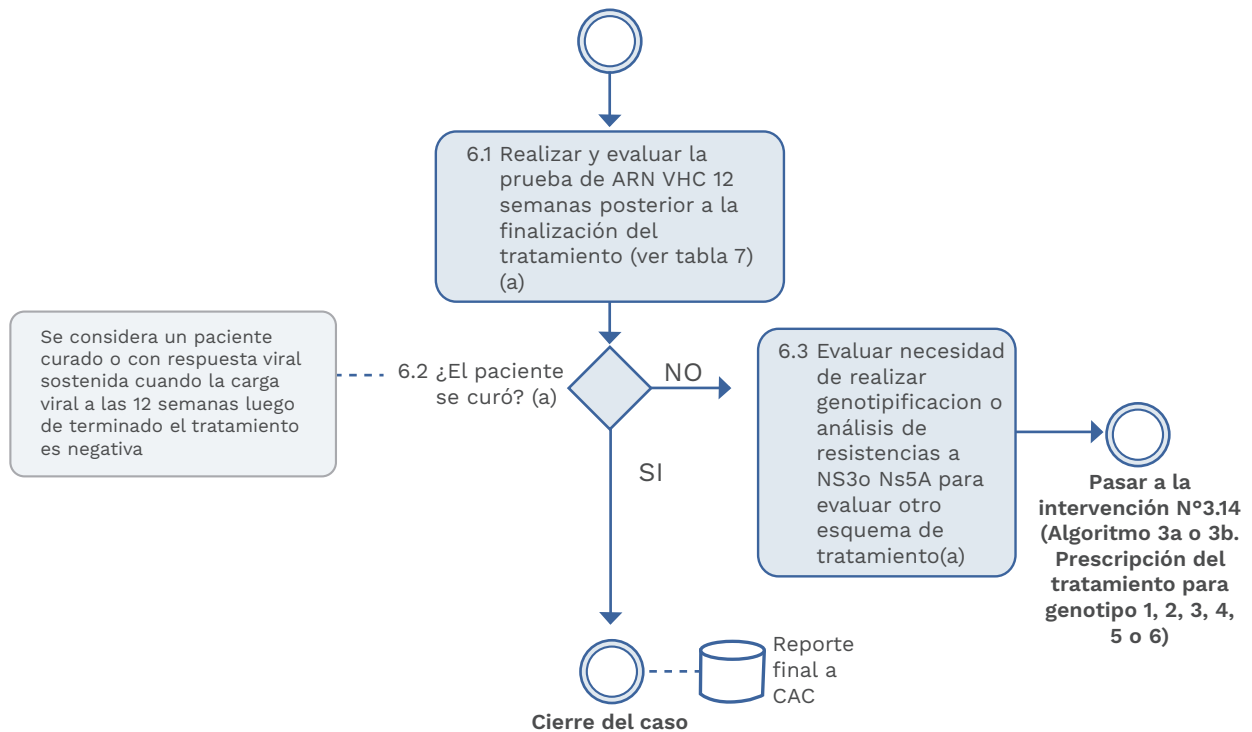 6.1 Realizar y evaluar la
prueba de ARN VHC 12
semanas posterior a la
finalización del
tratamiento (ver tabla 7)
(a)
Se considera un paciente
curado o con respuesta viral
sostenida cuando la carga
viral a las 12 semanas luego
de terminado el tratamiento
es negativa
6.2 ¿El paciente
se curó? (a)
NO
SI
6.3 Evaluar necesidad
de realizar
genotipificacion o
análisis de
resistencias a
NS3o Ns5A para
evaluar otro
esquema de
tratamiento(a)
Pasar a la
intervención N°3.14
(Algoritmo 3a o 3b.
Prescripción del
tratamiento para
genotipo 1, 2, 3, 4,
5 o 6)
Reporte
final a
CAC
Cierre del caso